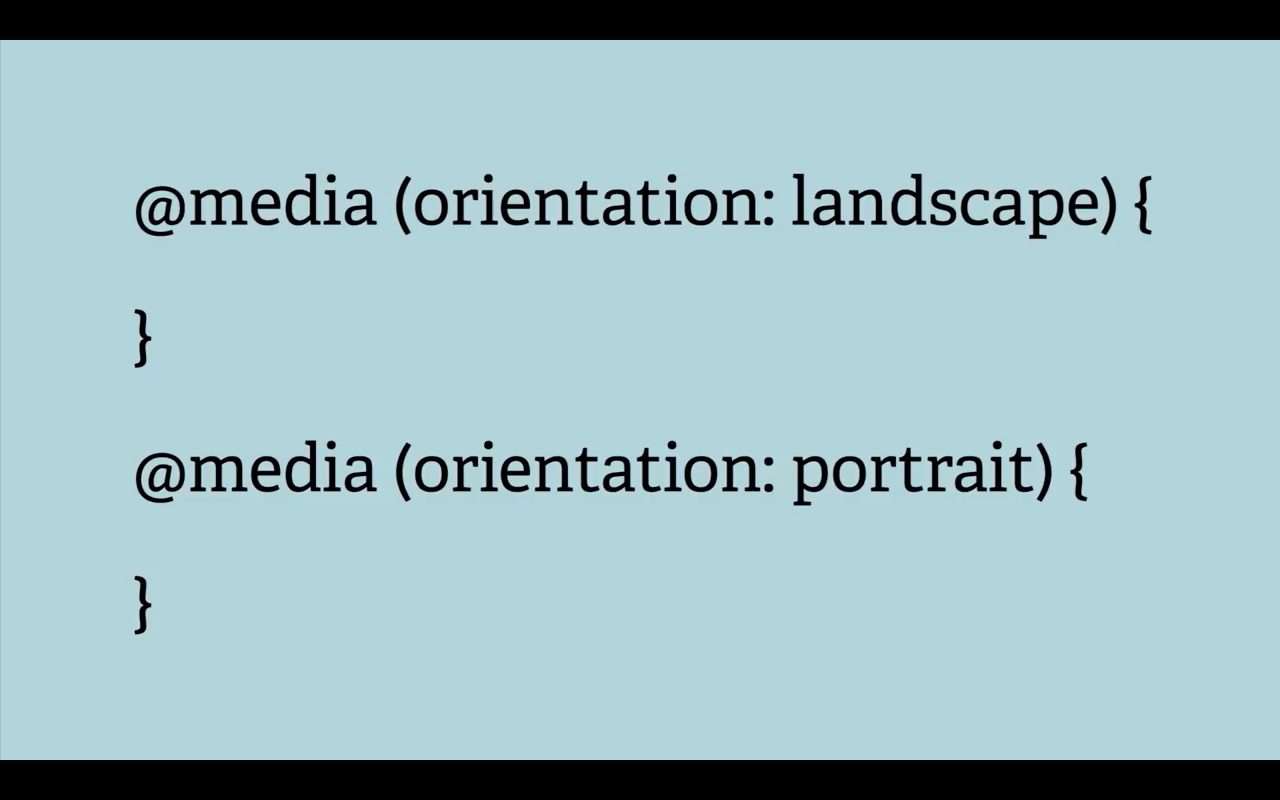 @media (orientation: landscape) {
}
@media (orientation: portrait) {
}